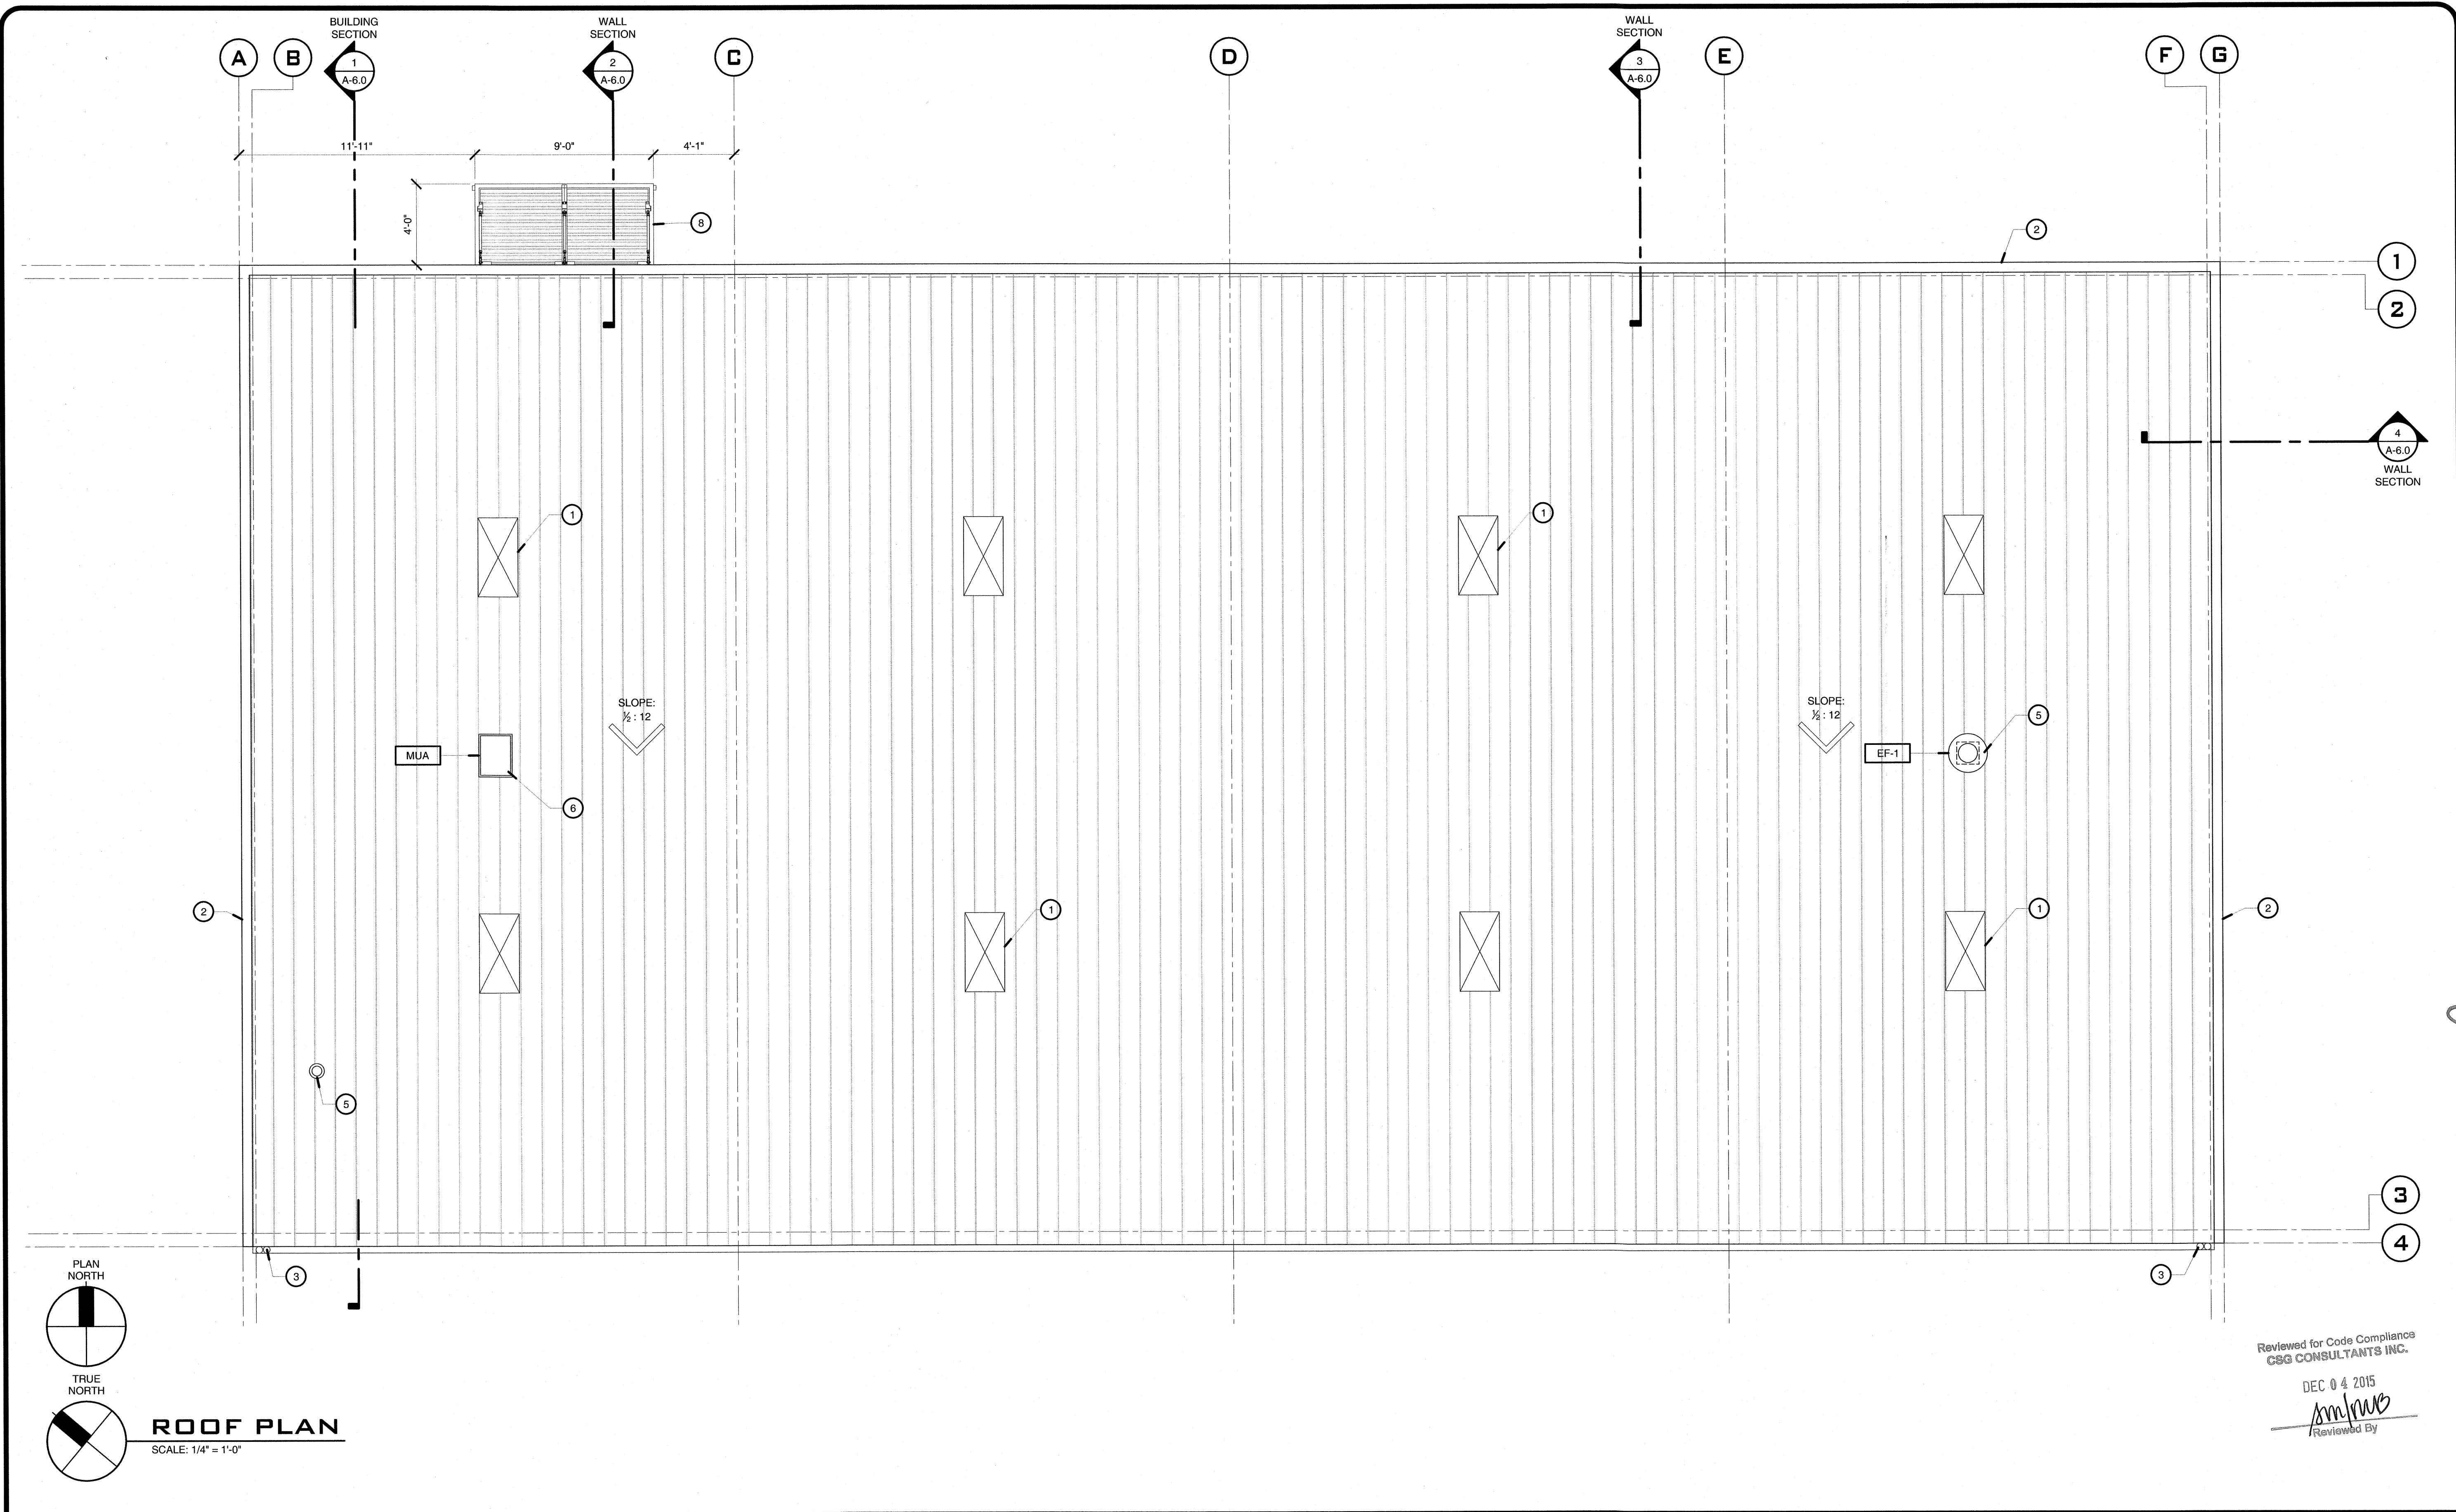 BUILDING
SECTION
WALL
SECTION
WALL
SECTION
A
B
1
A-6.0
2
A-6.0
C
D
3
A-6.0
E
F
G
11'-11"
9'-0"
4'-1"
4'-0"
8
2
1
2
4
A-6.0
WALL
SECTION
1
1
SLOPE:
½ : 12
SLOPE:
½ : 12
MUA
6
EF-1
5
2
1
1
2
5
3
4
3
3
PLAN
NORTH
TRUE
NORTH
ROOF PLAN
SCALE: 1/4" = 1'-0"
Reviewed for Code Compliance
CSG CONSULTANTS INC.
DEC 04 2015
Reviewed By